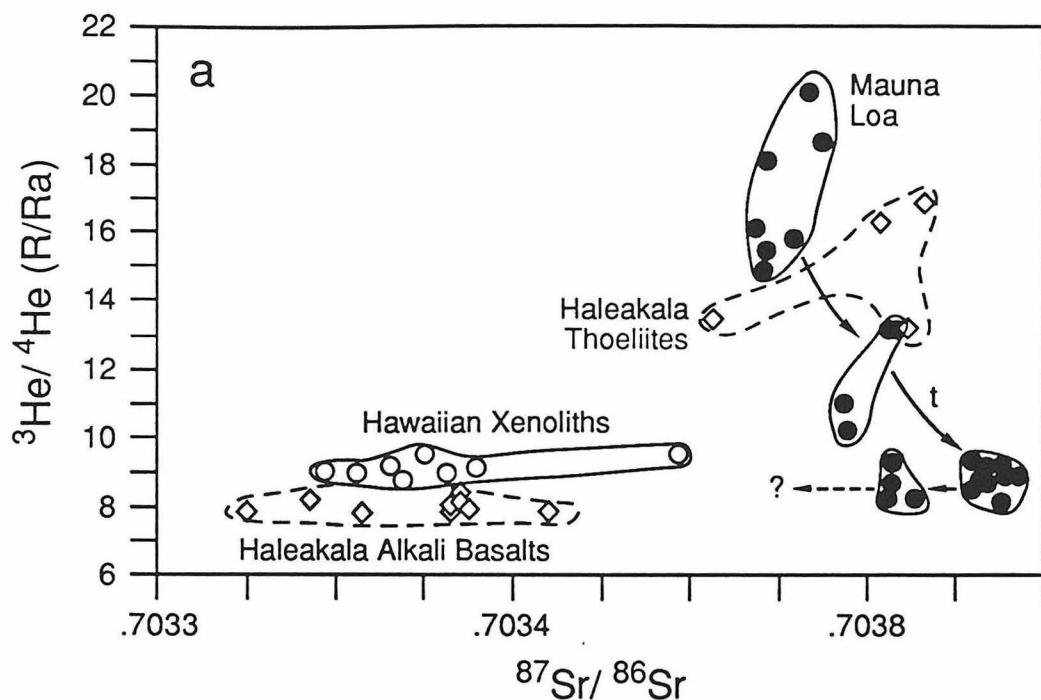 a
22
20
18
16
14
12
10
8
6
³He/ ⁴He (R/Ra)
Mauna
Loa
Haleakala
Thoeliites
Hawaiian Xenoliths
t
?
Haleakala Alkali Basalts
.7033
.7034
.7038
⁸⁷Sr/ ⁸⁶Sr